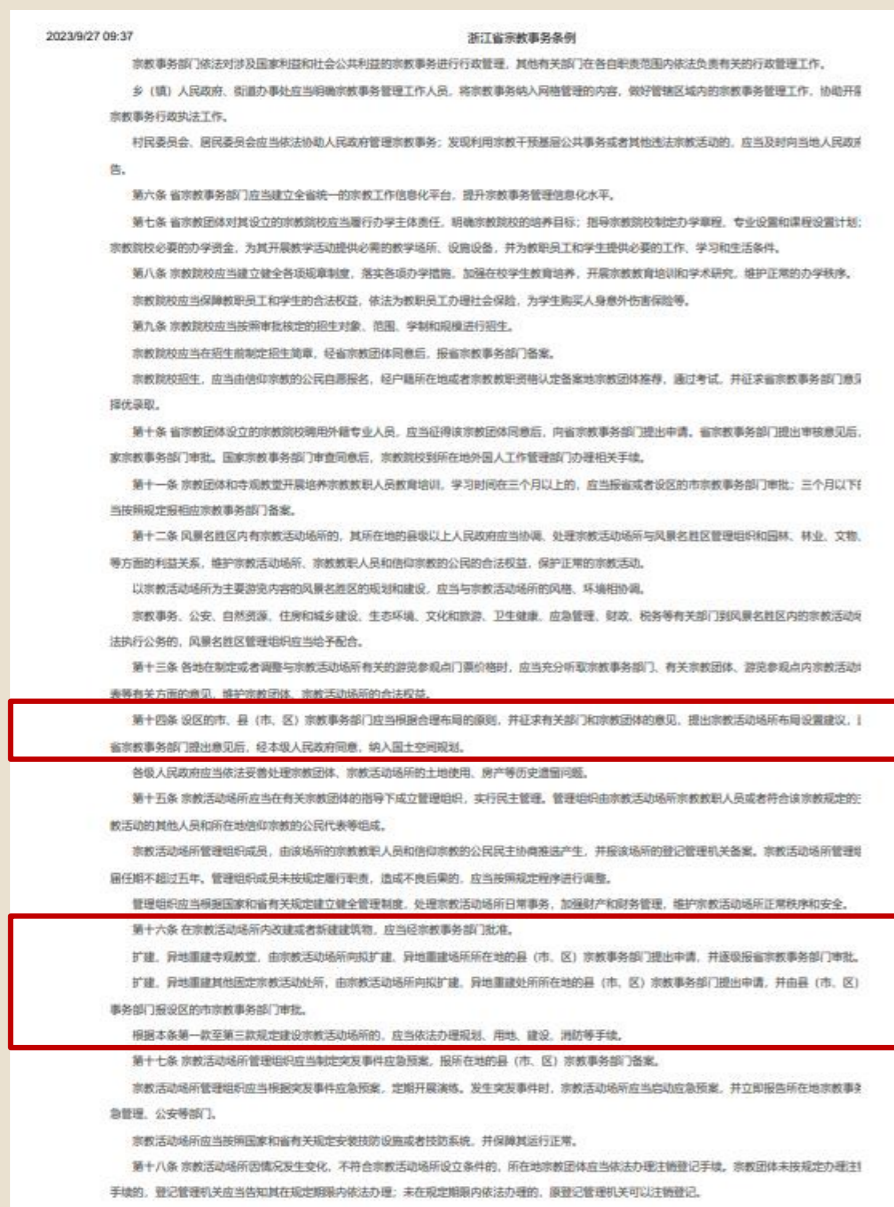 2023/9/27 09:37
浙江省宗教事务条例
宗教事务部门依法对涉及国家利益和社会公共利益的宗教事务进行行政管理，其他有关部门在各自职责范围内依法负责有关的行政管理工作。
乡（镇）人民政府、街道办事处应当明确宗教事务管理工作人员，将宗教事务纳入网格管理的内容，做好管辖区域内的宗教事务管理工作，协助开展
宗教事务行政执法工作。
村民委员会、居民委员会应当依法协助人民政府管理宗教事务；发现利用宗教干预基层公共事务或者其他违法宗教活动的，应当及时向当地人民政府
告。
第六条 省宗教事务部门应当建立全省统一的宗教工作信息化平台，提升宗教事务管理信息化水平。
第七条 省宗教团体对其设立的宗教院校应当履行办学主体责任，明确宗教院校的培养目标；指导宗教院校制定办学章程、专业设置和课程设置计划；
宗教院校必要的办学资金，为其开展教学活动提供必需的教学场所、设施设备，并为教职员工和学生提供必要的工作、学习和生活条件。
第八条 宗教院校应当建立健全各项规章制度，落实各项办学措施，加强在校学生教育培养，开展宗教教育培训和学术研究，维护正常的办学秩序。
宗教院校应当保障教职员工和学生的合法权益，依法为教职员工办理社会保险，为学生购买人身意外伤害保险等。
第九条 宗教院校应当按照审批核定的招生对象、范围、学制和规模进行招生。
宗教院校应当在招生前制定招生简章，经省宗教团体同意后，报省宗教事务部门备案。
宗教院校招生，应当由信仰宗教的公民自愿报名，经户籍所在地或者宗教教职资格认定备案地宗教团体推荐，通过考试，并征求省宗教事务部门意见
择优录取。
第十条 省宗教团体设立的宗教院校聘用外籍专业人员，应当征得该宗教团体同意后，向省宗教事务部门提出申请。省宗教事务部门提出审核意见后，
家宗教事务部门审批。国家宗教事务部门审查同意后，宗教院校到所在地外国人工作管理部门办理相关手续。
第十一条 宗教团体和寺观教堂开展培养宗教教职人员教育培训，学习时间在三个月以上的，应当报省或者设区的市宗教事务部门审批；三个月以下的
当按照规定报相应宗教事务部门备案。
第十二条 风景名胜区内有宗教活动场所的，其所在地的县级以上人民政府应当协调、处理宗教活动场所与风景名胜区管理组织和园林、林业、文物、
等方面的利益关系，维护宗教活动场所、宗教教职人员和信仰宗教的公民的合法权益，保护正常的宗教活动。
以宗教活动场所为主要游览内容的风景名胜区的规划和建设，应当与宗教活动场所的风格、环境相协调。
宗教事务、公安、自然资源、住房和城乡建设、生态环境、文化和旅游、卫生健康、应急管理、财政、税务等有关部门到风景名胜区内的宗教活动场
法执行公务的，风景名胜区管理组织应当给予配合。
第十三条 各地在制定或者调整与宗教活动场所有关的游览参观点门票价格时，应当充分听取宗教事务部门、有关宗教团体、游览参观点内宗教活动
表等有关方面的意见，维护宗教团体、宗教活动场所的合法权益。
第十四条 设区的市、县（市、区）宗教事务部门应当根据合理布局的原则，并征求有关部门和宗教团体的意见，提出宗教活动场所布局设置建议，
省宗教事务部门提出意见后，经本级人民政府同意，纳入国土空间规划。
各级人民政府应当依法妥善处理宗教团体、宗教活动场所的土地使用、房产等历史遗留问题。
第十五条 宗教活动场所应当在有关宗教团体的指导下成立管理组织，实行民主管理。管理组织由宗教活动场所宗教教职人员或者符合该宗教规定的主
教活动的其他人员和所在地信仰宗教的公民代表等组成。
宗教活动场所管理组织成员，由该场所的宗教教职人员和信仰宗教的公民民主协商推选产生，并报该场所的登记管理机关备案。宗教活动场所管理组
届任期不超过五年。管理组织成员未按规定履行职责，造成不良后果的，应当按照规定程序进行调整。
管理组织应当根据国家和省有关规定建立健全管理制度，处理宗教活动场所日常事务，加强财产和财务管理，维护宗教活动场所正常秩序和安全。
第十六条 在宗教活动场所内改建或者新建建筑物，应当经宗教事务部门批准。
扩建、异地重建寺观教堂，由宗教活动场所向拟扩建、异地重建场所所在地的县（市、区）宗教事务部门提出申请，并逐级报省宗教事务部门审批。
扩建、异地重建其他固定宗教活动处所，由宗教活动场所向拟扩建、异地重建处所所在地的县（市、区）宗教事务部门提出申请，并由县（市、区）
事务部门报设区的市宗教事务部门审批。
根据本条第一款至第三款规定建设宗教活动场所的，应当依法办理规划、用地、建设、消防等手续。
第十七条 宗教活动场所管理组织应当制定突发事件应急预案，报所在地的县（市、区）宗教事务部门备案。
宗教活动场所管理组织应当根据突发事件应急预案，定期开展演练。发生突发事件时，宗教活动场所应当启动应急预案，并立即报告所在地宗教事务
急管理、公安等部门。
宗教活动场所应当按照国家和省有关规定安装技防设施或者技防系统，并保障其运行正常。
第十八条 宗教活动场所因情况发生变化，不符合宗教活动场所设立条件的，所在地宗教团体应当依法办理注销登记手续。宗教团体未按规定办理注销
手续的，登记管理机关应当告知其在规定期限内依法办理；未在规定期限内依法办理的，原登记管理机关可以注销登记。